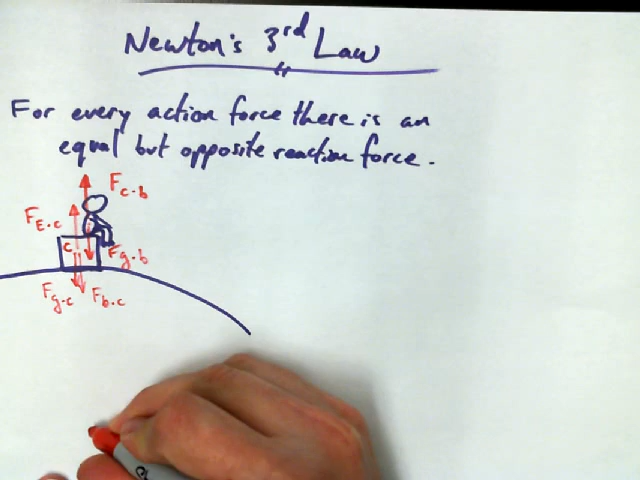 Newton's 3rd Law
For every action force there is an
equal but opposite reaction force.
Fc·b
FE·c
c
Fg·b
Fg·c
Fb·c